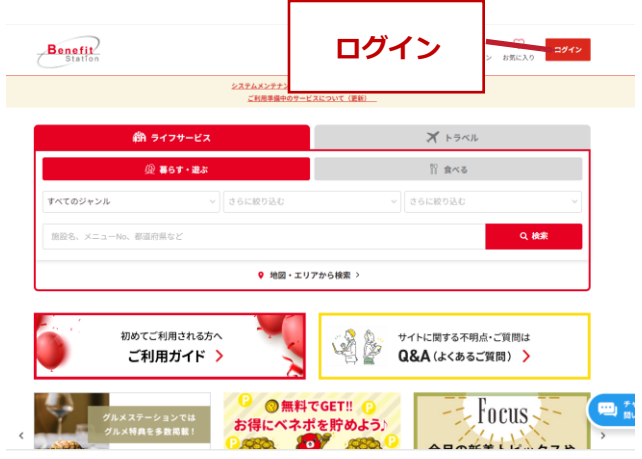 Benefit
Station
ログイン
お気に入り
ログイン
システムメンテナン
ご利用準備中のサービスについて（更新）
ライフサービス
トラベル
暮らす・遊ぶ
食べる
すべてのジャンル
さらに絞り込む
さらに絞り込む
施設名、メニューNo、都道府県など
検索
地図・エリアから検索
初めてご利用される方へ
ご利用ガイド
サイトに関する不明点・ご質問は
Q&A（よくあるご質問）
グルメステーションでは
グルメ特典を多数掲載！
無料でGET!!
お得にベネポを貯めよう♪
Focus